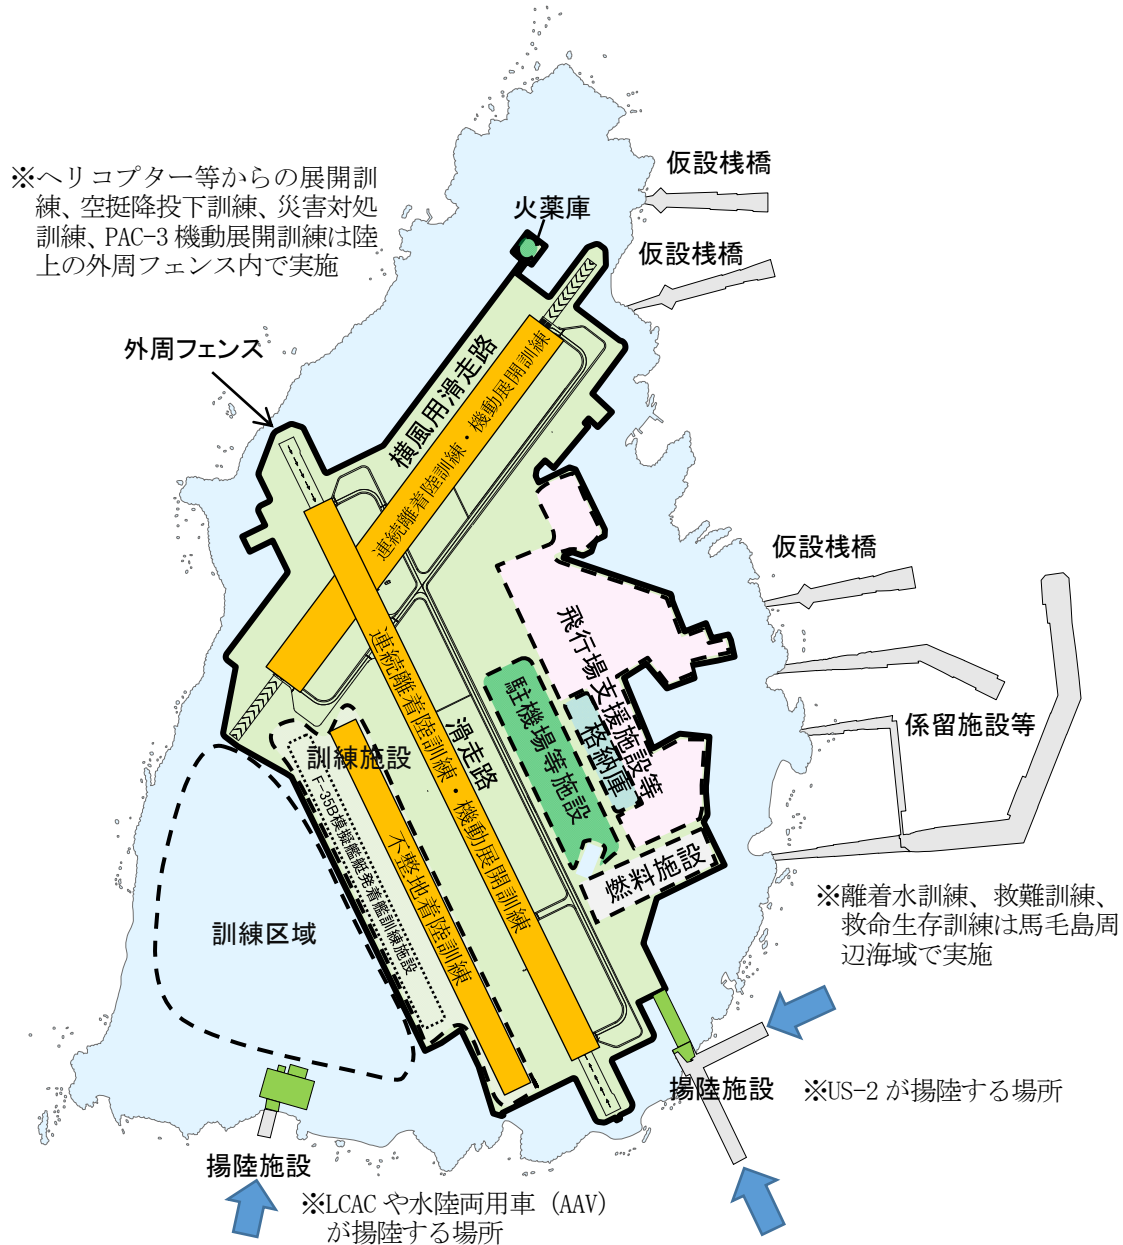 仮設桟橋
※ヘリコプター等からの展開訓
練、空挺降投下訓練、災害対処
訓練、PAC-3 機動展開訓練は陸
上の外周フェンス内で実施
火薬庫
仮設桟橋
外周フェンス
横風用滑走路
連続離着陸訓練・機動展開訓練
仮設桟橋
飛行場支援施設等
連続離着陸訓練・機動展開訓練
滑走路
駐機場等施設
格納庫
係留施設等
訓練施設
F-35B模擬艦艇発着艦訓練施設
不整地着陸訓練
燃料施設
訓練区域
※離着水訓練、救難訓練、
救命生存訓練は馬毛島周
辺海域で実施
揚陸施設
※US-2 が揚陸する場所
揚陸施設
※LCAC や水陸両用車（AAV）
が揚陸する場所